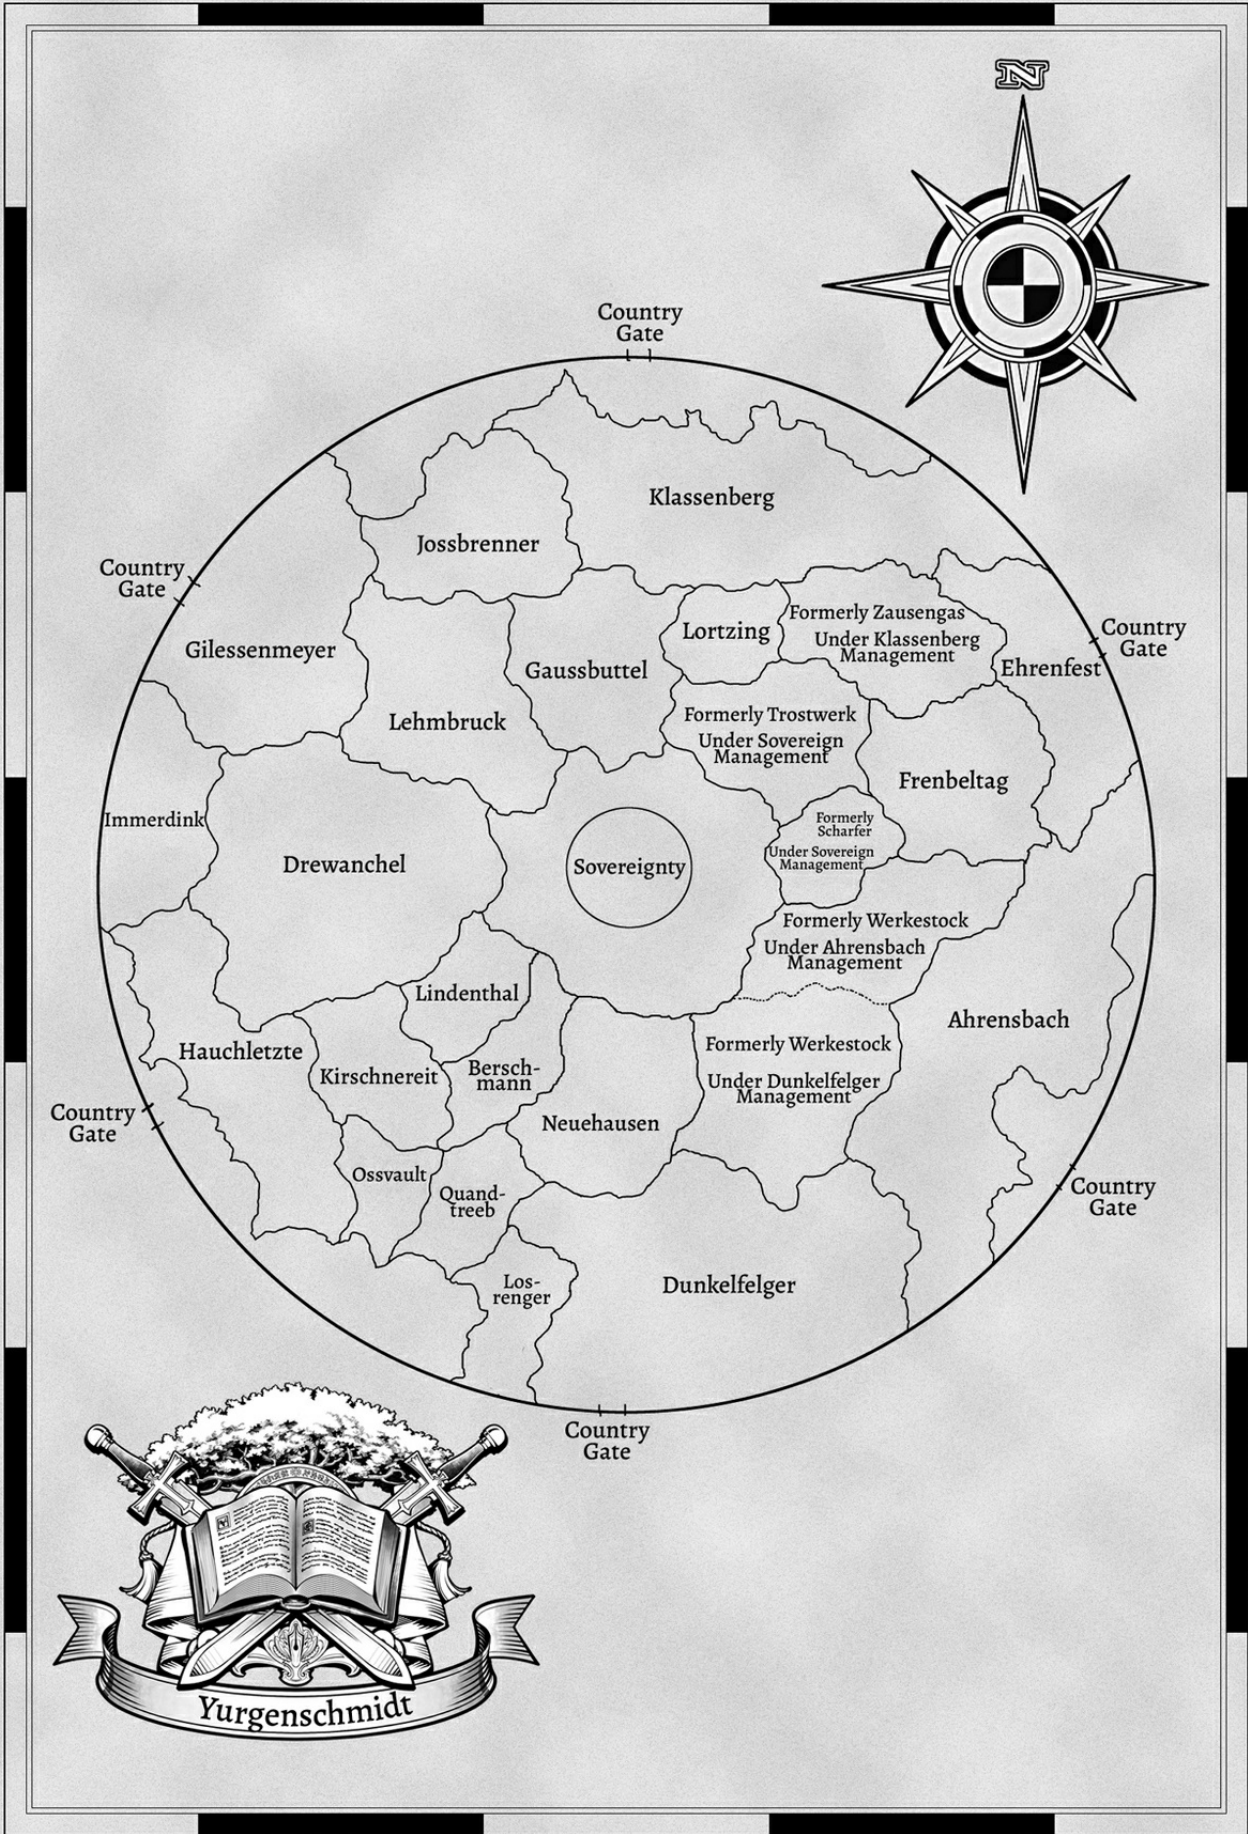 N
Country
Gate
Klassenberg
Jossbrenner
Country
Gate
Gilessenmeyer
Lortzing
Formerly Zausengas
Under Klassenberg
Management
Country
Gate
Ehrenfest
Gaussbuttel
Lehmbruck
Formerly Trostwerk
Under Sovereign
Management
Frenbeltag
Immerdink
Drewanchel
Sovereignty
Formerly
Scharfer
Under Sovereign
Management
Formerly Werkestock
Under Ahrensbach
Management
Lindenthal
Ahrensbach
Hauchletzte
Kirschnereit
Bersch-
mann
Formerly Werkestock
Under Dunkelfelger
Management
Country
Gate
Neuehausen
Ossvault
Quand-
treeb
Country
Gate
Los-
renger
Dunkelfelger
Country
Gate
Yurgenschmidt